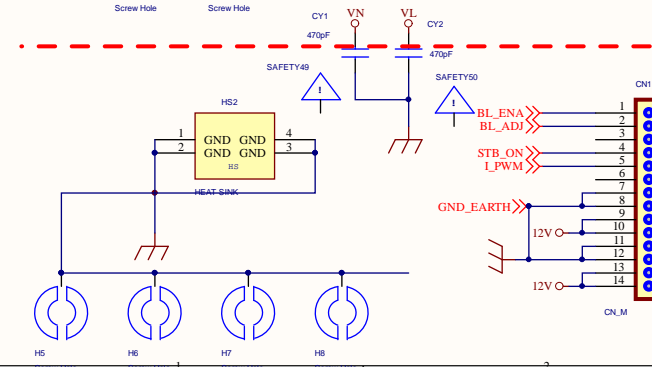 Screw Hole
Screw Hole
CY1
VN
VL
CY2
470pF
470pF
SAFETY49
!
SAFETY50
!
CN1
HS2
1
2
GND GND
GND GND
4
3
HS
HEAT SINK
BL_ENA
BL_ADJ
STB_ON
I_PWM
GND_EARTH
12V
12V
1
2
3
4
5
6
7
8
9
10
11
12
13
14
CN_M
H5
H6
H7
H8
1
2